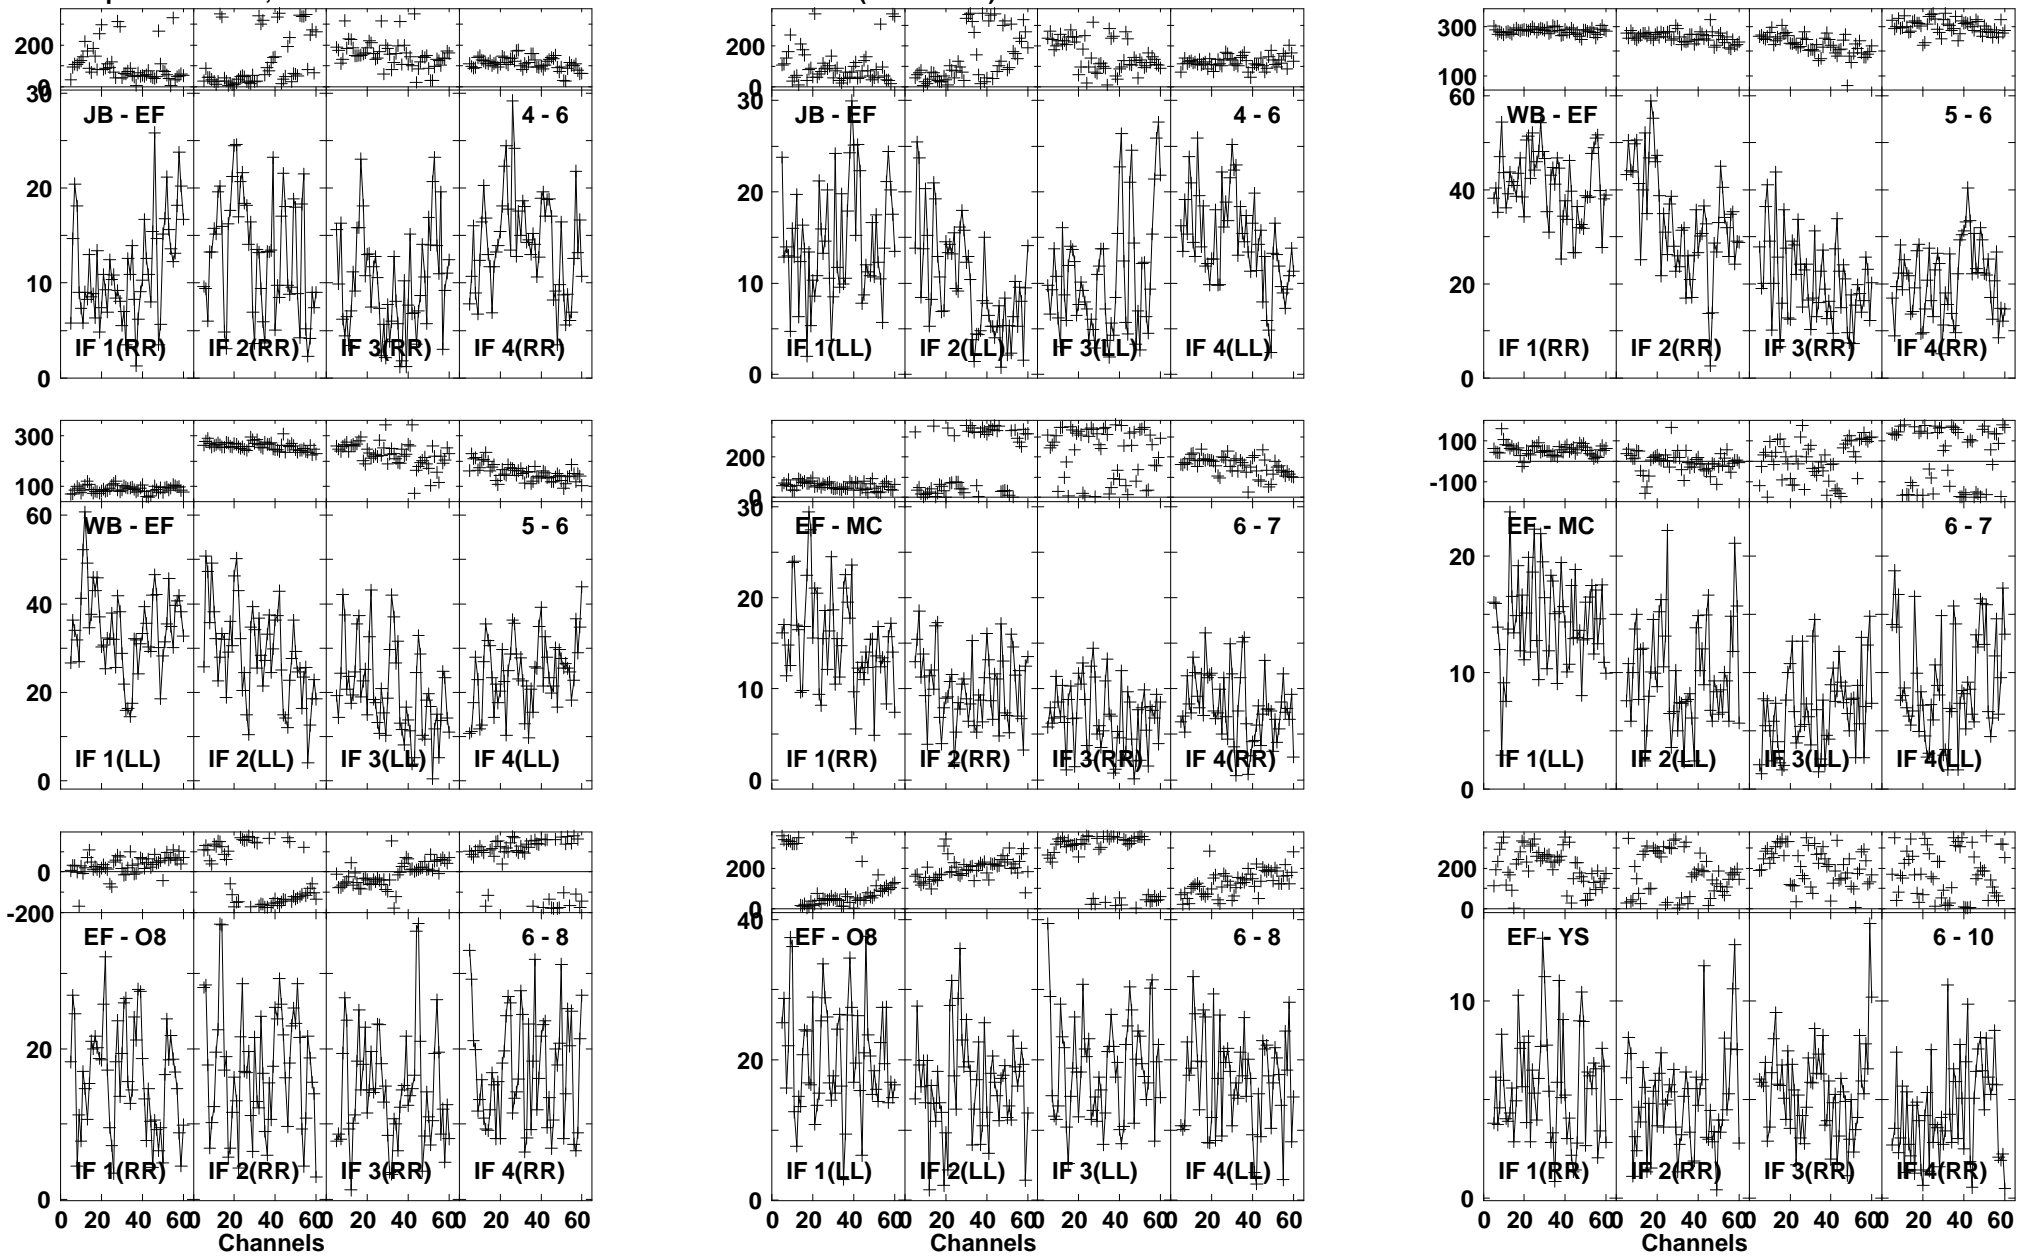 200
0
30
20
10
0
JB - EF
4 - 6
IF 1(RR)
IF 2(RR)
IF 3(RR)
IF 4(RR)
200
0
30
20
10
0
JB - EF
4 - 6
IF 1(LL)
IF 2(LL)
IF 3(LL)
IF 4(LL)
300
100
60
40
20
0
WB - EF
5 - 6
IF 1(RR)
IF 2(RR)
IF 3(RR)
IF 4(RR)
300
100
60
40
20
0
WB - EF
5 - 6
IF 1(LL)
IF 2(LL)
IF 3(LL)
IF 4(LL)
200
0
30
20
10
0
EF - MC
6 - 7
IF 1(RR)
IF 2(RR)
IF 3(RR)
IF 4(RR)
100
-100
20
10
0
EF - MC
6 - 7
IF 1(LL)
IF 2(LL)
IF 3(LL)
IF 4(LL)
0
-200
20
0
EF - O8
6 - 8
IF 1(RR)
IF 2(RR)
IF 3(RR)
IF 4(RR)
0 20 40 60 0 20 40 60 0 20 40 60 0 20 40 60
Channels
200
0
40
20
0
EF - O8
6 - 8
IF 1(LL)
IF 2(LL)
IF 3(LL)
IF 4(LL)
0 20 40 60 0 20 40 60 0 20 40 60 0 20 40 60
Channels
200
0
10
0
EF - YS
6 - 10
IF 1(RR)
IF 2(RR)
IF 3(RR)
IF 4(RR)
0 20 40 60 0 20 40 60 0 20 40 60 0 20 40 60
Channels